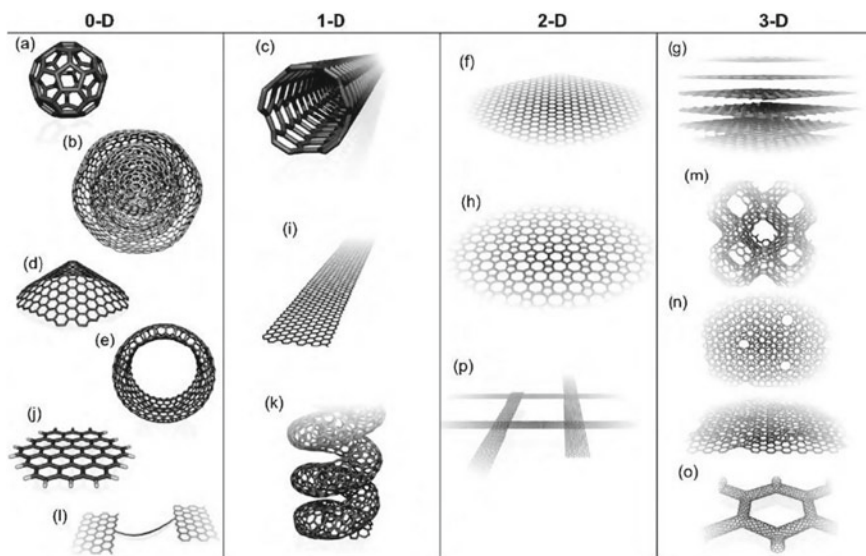 0-D 1-D 2-D 3-D
(a)
(b)
(d)
(e)
(j)
(l)
(c)
(i)
(k)
(f)
(h)
(p)
(g)
(m)
(n)
(o)